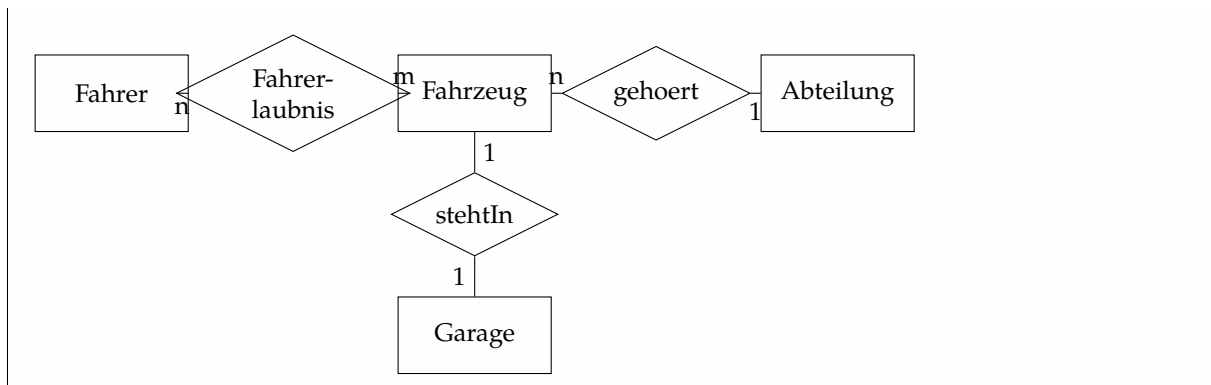 Fahrer
n
Fahrer-
laubnis
m
Fahrzeug
n
gehoert
1
Abteilung
1
stehtIn
1
Garage